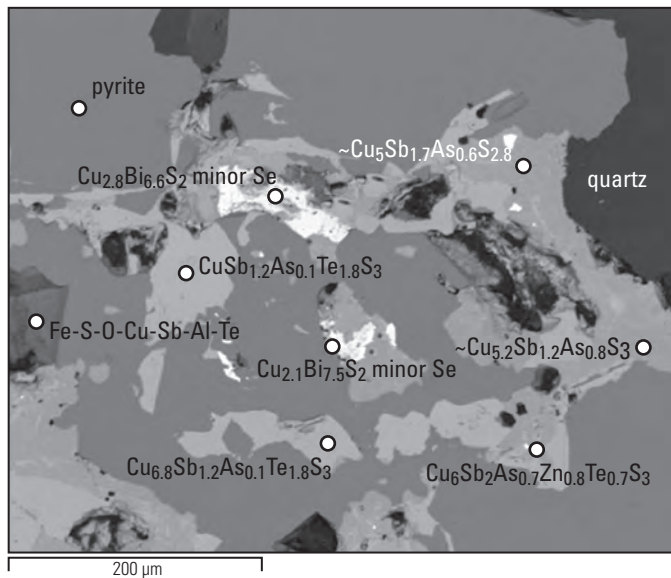 pyrite
~Cu₅Sb₁.₇As₀.₆S₂.₈
Cu₂.₈Bi₆.₆S₂ minor Se
quartz
CuSb₁.₂As₀.₁Te₁.₈S₃
Fe-S-O-Cu-Sb-Al-Te
~Cu₅.₂Sb₁.₂As₀.₈S₃
Cu₂.₁Bi₇.₅S₂ minor Se
Cu₆.₈Sb₁.₂As₀.₁Te₁.₈S₃
Cu₆Sb₂As₀.₇Zn₀.₈Te₀.₇S₃
200 µm